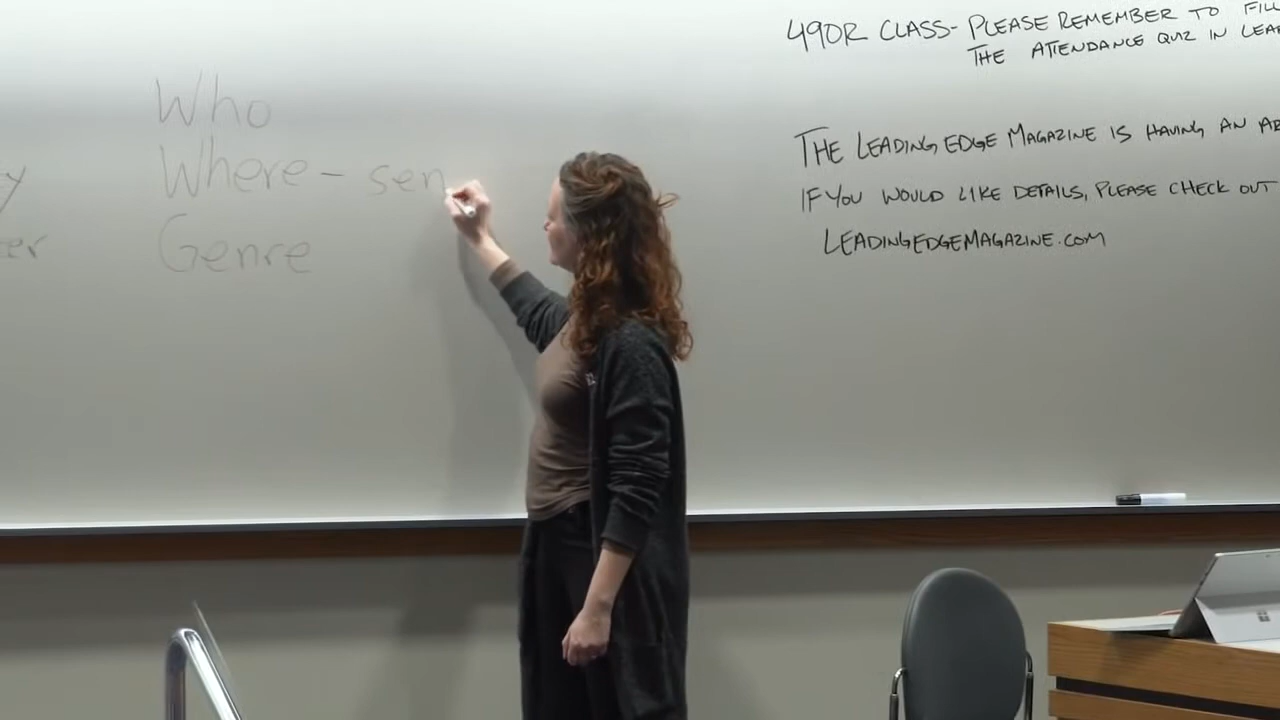 Who
Where - sen
Genre
490R CLASS- PLEASE REMEMBER TO FILL
THE ATTENDANCE QUIZ IN
THE LEADING EDGE MAGAZINE IS HAVING AN
IF YOU WOULD LIKE DETAILS, PLEASE CHECK OUT
LEADINGEDGEMAGAZINE.COM